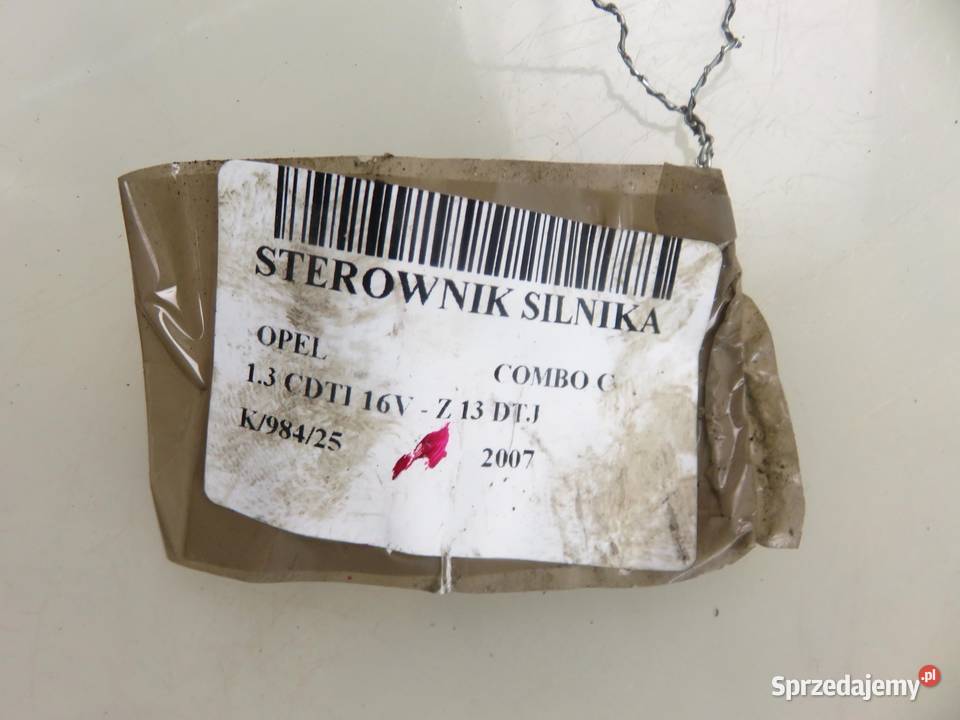 STEROWNIK SILNIKA
OPEL COMBO C
1.3 CDTI 16V - Z 13 DTJ
K/984/25 2007
Sprzedajemy.pl